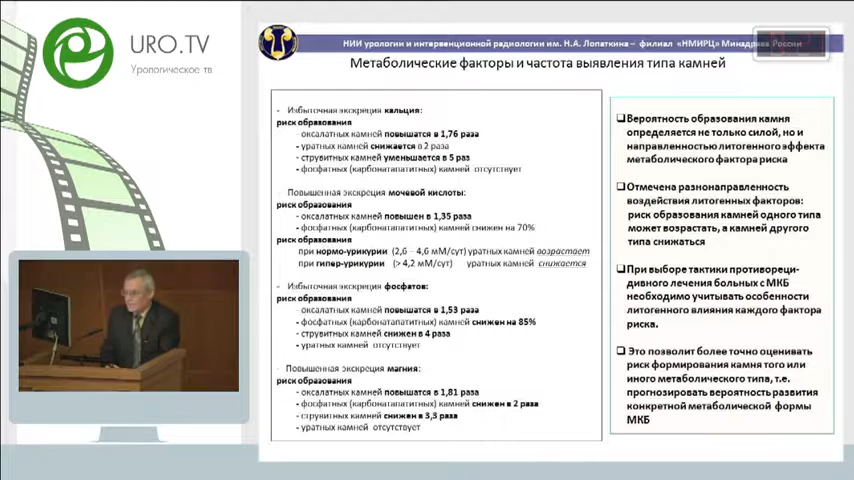 URO.TV
Урологическое тв
НИИ урологии и интервенционной радиологии им. Н.А. Лопаткина – филиал «НМИРЦ» Минздрава России
Метаболические факторы и частота выявления типа камней
- Избыточная экскреция кальция:
риск образования
- оксалатных камней повышатся в 1,76 раза
- уратных камней снижается в 2 раза
- струвитных камней уменьшается в 5 раз
- фосфатных (карбонатапатитных) камней отсутствует
- Повышенная экскреция мочевой кислоты:
риск образования
- оксалатных камней повышен в 1,35 раза
- фосфатных (карбонатапатитных) камней снижен на 70%
риск образования
при нормо-урикурии (2,6 – 4,6 мМ/сут) уратных камней возрастает
при гипер-урикурии (> 4,2 мМ/сут) уратных камней снижается
- Избыточная экскреция фосфатов:
риск образования
- оксалатных камней повышатся в 1,53 раза
- фосфатных (карбонатапатитных) камней снижен на 85%
- струвитных камней снижен в 4 раза
- уратных камней отсутствует
- Повышенная экскреция магния:
риск образования
- оксалатных камней повышатся в 1,81 раза
- фосфатных (карбонатапатитных) камней снижен в 2 раза
- струвитных камней снижен в 3,3 раза
- уратных камней отсутствует
❑Вероятность образования камня
определяется не только силой, но и
направленностью литогенного эффекта
метаболического фактора риска
❑Отмечена разнонаправленность
воздействия литогенных факторов:
риск образования камней одного типа
может возрастать, а камней другого
типа снижаться
❑При выборе тактики противореци-
дивного лечения больных с МКБ
необходимо учитывать особенности
литогенного влияния каждого фактора
риска.
❑ Это позволит более точно оценивать
риск формирования камня того или
иного метаболического типа, т.е.
прогнозировать вероятность развития
конкретной метаболической формы
МКБ